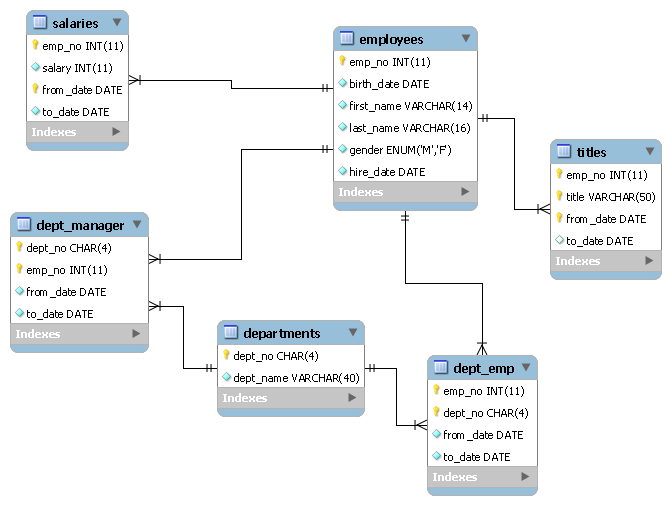 salaries
emp_no INT(11)
salary INT(11)
from_date DATE
to_date DATE
Indexes
employees
emp_no INT(11)
birth_date DATE
first_name VARCHAR(14)
last_name VARCHAR(16)
gender ENUM('M','F')
hire_date DATE
Indexes
titles
emp_no INT(11)
title VARCHAR(50)
from_date DATE
to_date DATE
Indexes
dept_manager
dept_no CHAR(4)
emp_no INT(11)
from_date DATE
to_date DATE
Indexes
departments
dept_no CHAR(4)
dept_name VARCHAR(40)
Indexes
dept_emp
emp_no INT(11)
dept_no CHAR(4)
from_date DATE
to_date DATE
Indexes